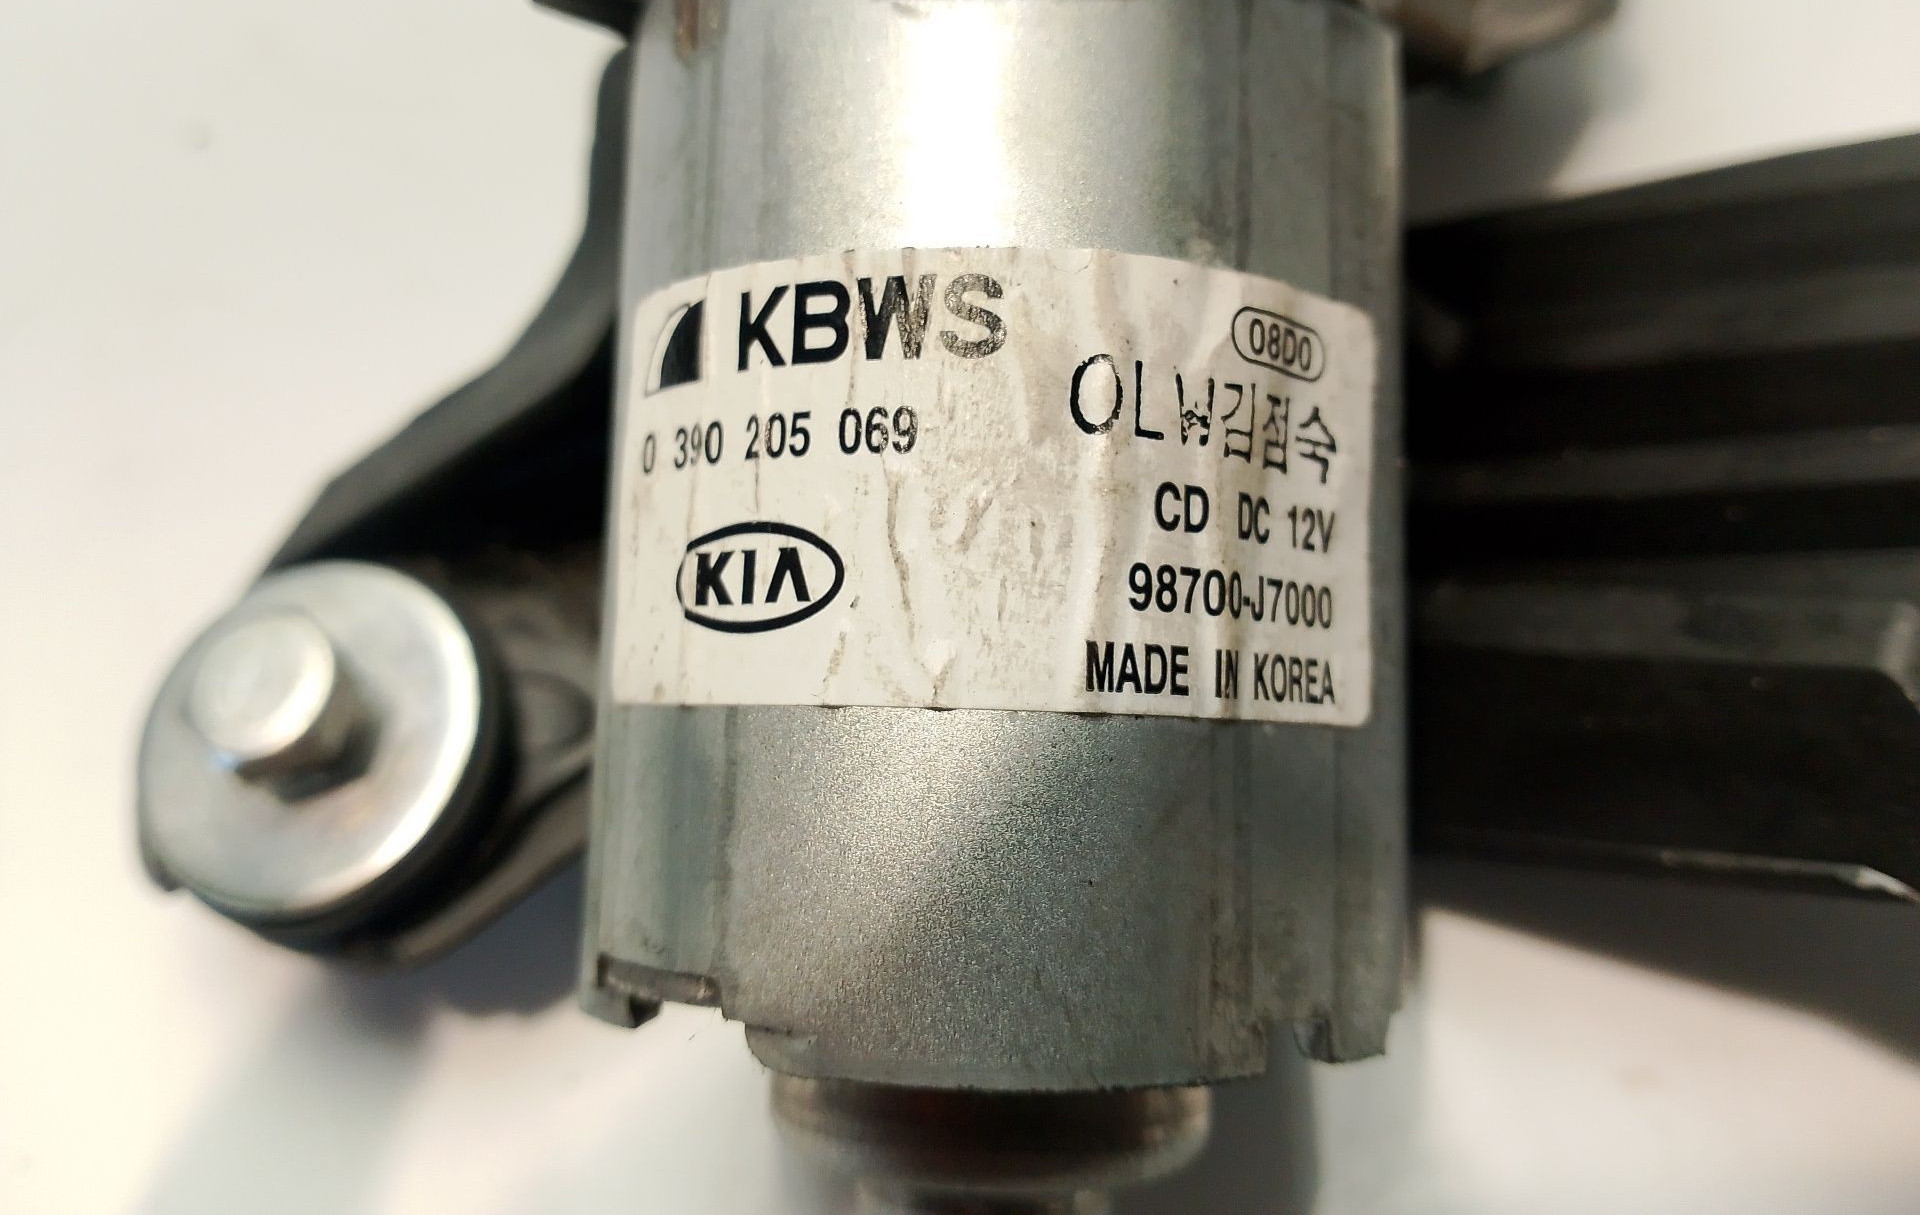 KBWS
08D0
0 390 205 069
OLW김점숙
CD DC 12V
KIA
98700-J7000
MADE IN KOREA